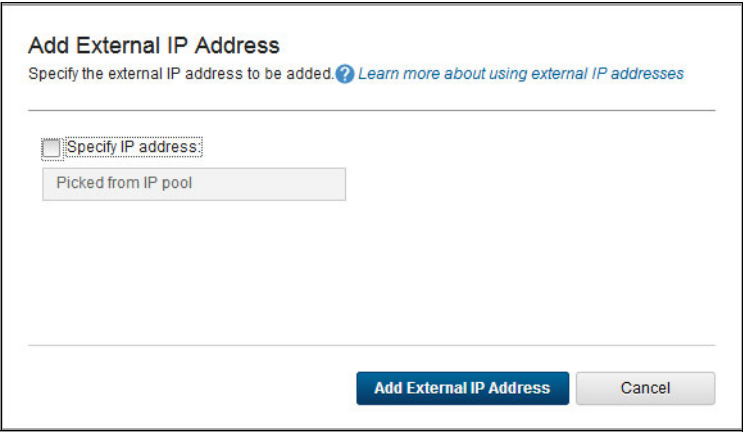 Add External IP Address
Specify the external IP address to be added. ? Learn more about using external IP addresses
Specify IP address:
Picked from IP pool
Add External IP Address Cancel